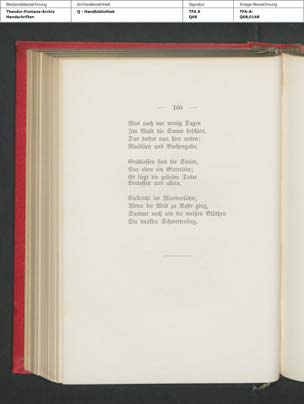 Bestandsbezeichnung
Archivalieneinheit
Signatur
Image-Bezeichnung
Theodor-Fontane-Archiv
Handschriften
Q - Handbibliothek
TFA A
Q68
TFA-A:
Q68,0168
— 160 —
Was noch vor wenig Tagen
Im Wald die Sonne beschien,
Das duftet nun hier unten:
Maililien und Buchengrün.
Geschlossen sind die Steine,
Nur oben ein Gitterlein;
Es liegt die geliebte Todte
Verlassen und allein.
Vielleicht im Mondenlichte,
Wenn die Welt zu Ruhe ging,
Summt noch um die weißen Blüthen
Ein dunkler Schmetterling.